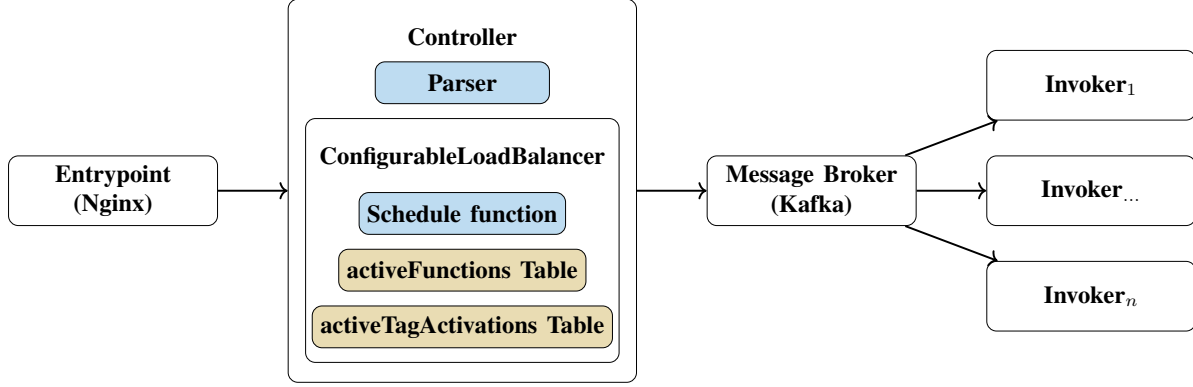 Entrypoint
(Nginx)
Controller
Parser
ConfigurableLoadBalancer
Schedule function
activeFunctions Table
activeTagActivations Table
Message Broker
(Kafka)
Invoker₁
Invoker...
Invokerₙ